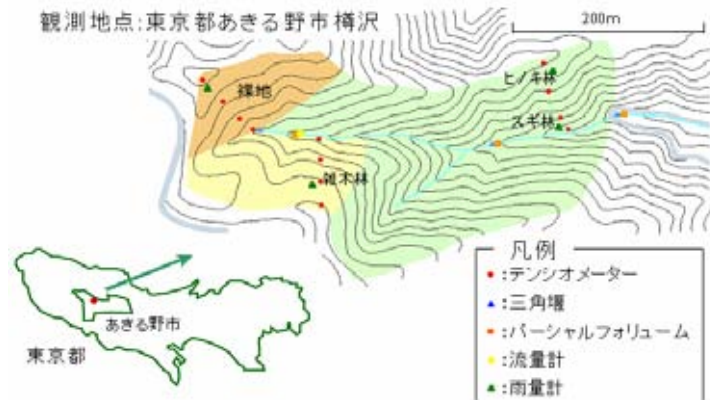 観測地点:東京都あきる野市樽沢
200m
裸地
ヒノキ林
スギ林
雑木林
あきる野市
東京都
凡例
:テンシオメーター
:三角堰
:パーシャルフォリューム
:流量計
:雨量計